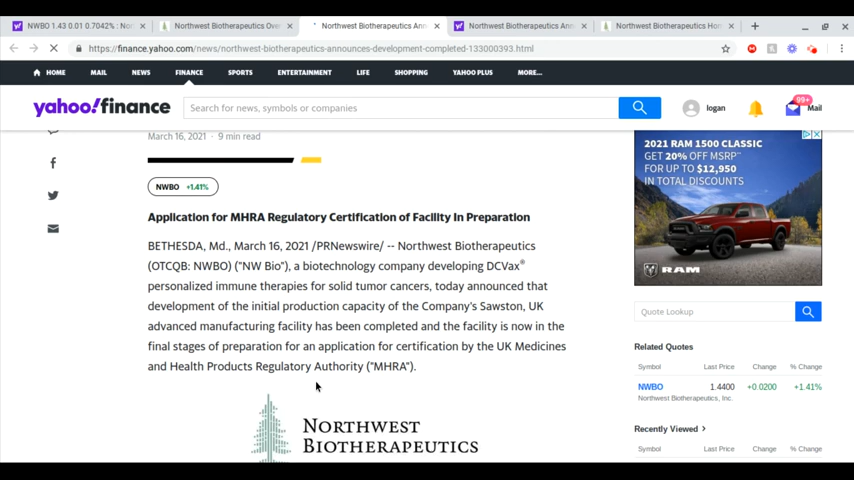 NWBO 1.43 0.01 0.7042% : No
Northwest Biotherapeutics Ove
Northwest Biotherapeutics Ann
Northwest Biotherapeutics Ann
Northwest Biotherapeutics Hom
https://finance.yahoo.com/news/northwest-biotherapeutics-announces-development-completed-133000393.html
HOME MAIL NEWS FINANCE SPORTS ENTERTAINMENT LIFE SHOPPING YAHOO PLUS MORE...
yahoo!finance
Search for news, symbols or companies
logan
99+
Mail
March 16, 2021 · 9 min read
NWBO +1.41%
Application for MHRA Regulatory Certification of Facility In Preparation
BETHESDA, Md., March 16, 2021 /PRNewswire/ -- Northwest Biotherapeutics
(OTCQB: NWBO) ("NW Bio"), a biotechnology company developing DCVax®
personalized immune therapies for solid tumor cancers, today announced that
development of the initial production capacity of the Company's Sawston, UK
advanced manufacturing facility has been completed and the facility is now in the
final stages of preparation for an application for certification by the UK Medicines
and Health Products Regulatory Authority ("MHRA").
NORTHWEST
BIOTHERAPEUTICS
2021 RAM 1500 CLASSIC
GET 20% OFF MSRP
FOR UP TO $12,950
IN TOTAL DISCOUNTS
RAM
Quote Lookup
Related Quotes
Symbol Last Price Change % Change
NWBO 1.4400 +0.0200 +1.41%
Northwest Biotherapeutics, Inc.
Recently Viewed >
Symbol Last Price Change % Change